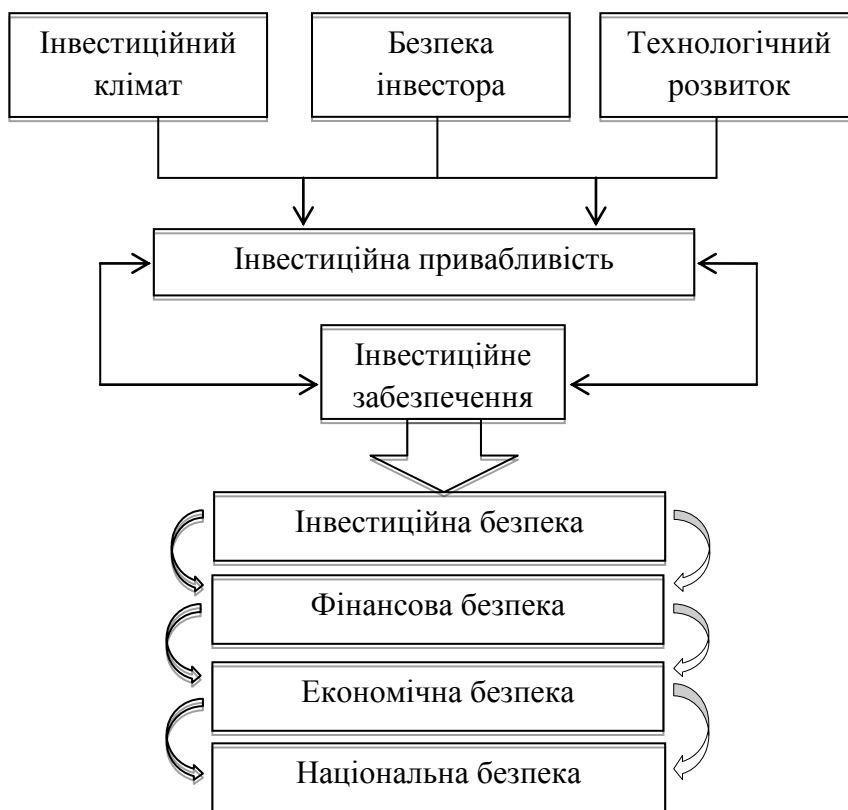 Інвестиційний
клімат
Безпека
інвестора
Технологічний
розвиток
Інвестиційна привабливість
Інвестиційне
забезпечення
Інвестиційна безпека
Фінансова безпека
Економічна безпека
Національна безпека